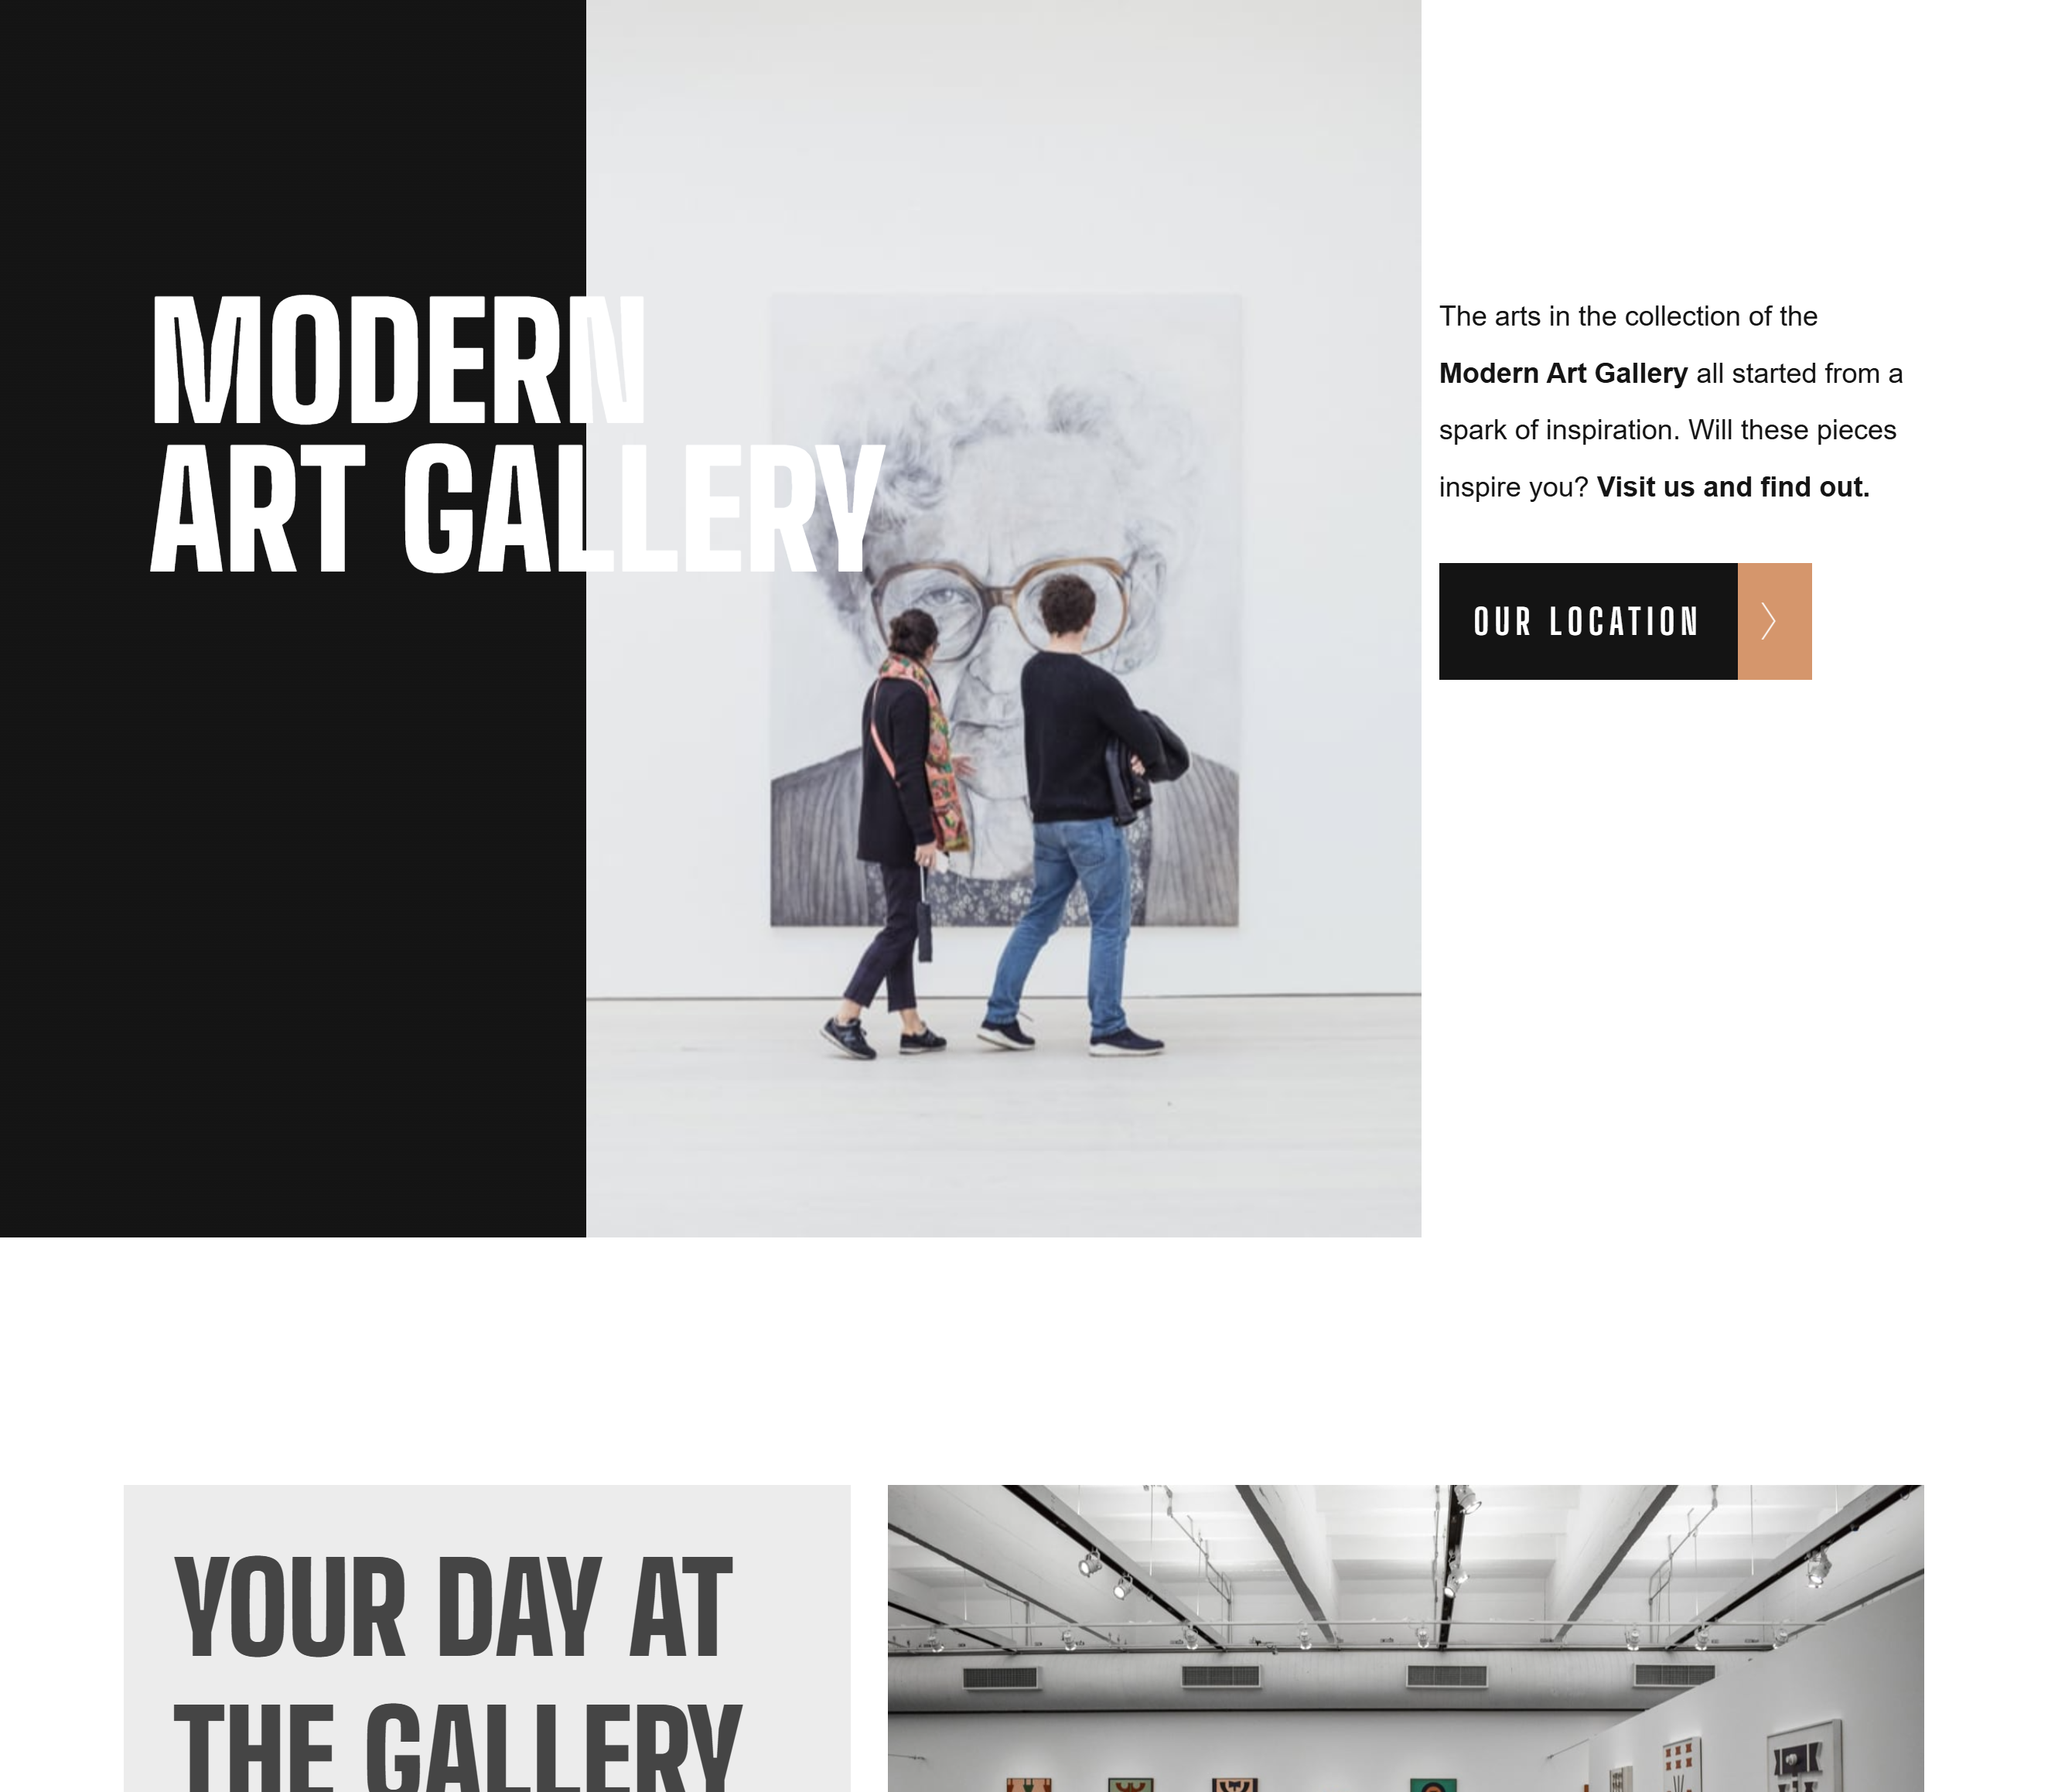 MODERN
ART GALLERY
The arts in the collection of the
Modern Art Gallery all started from a
spark of inspiration. Will these pieces
inspire you? Visit us and find out.
OUR LOCATION
YOUR DAY AT
THE GALLERY